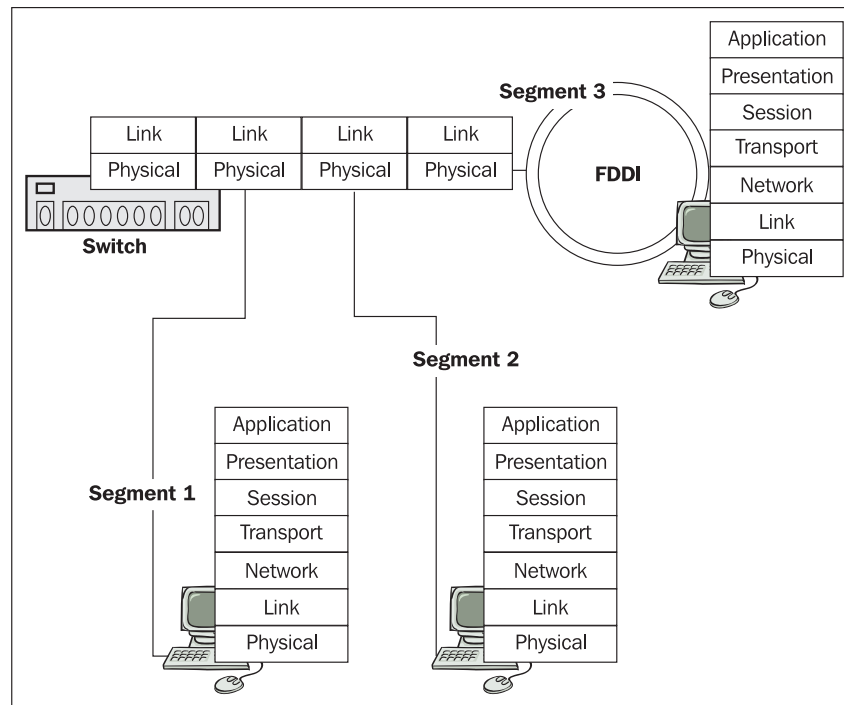 Application
Presentation
Session
Transport
Network
Link
Physical
Segment 3
FDDI
Link Link Link Link
Physical Physical Physical Physical
Switch
Segment 2
Segment 1
Application
Presentation
Session
Transport
Network
Link
Physical
Application
Presentation
Session
Transport
Network
Link
Physical